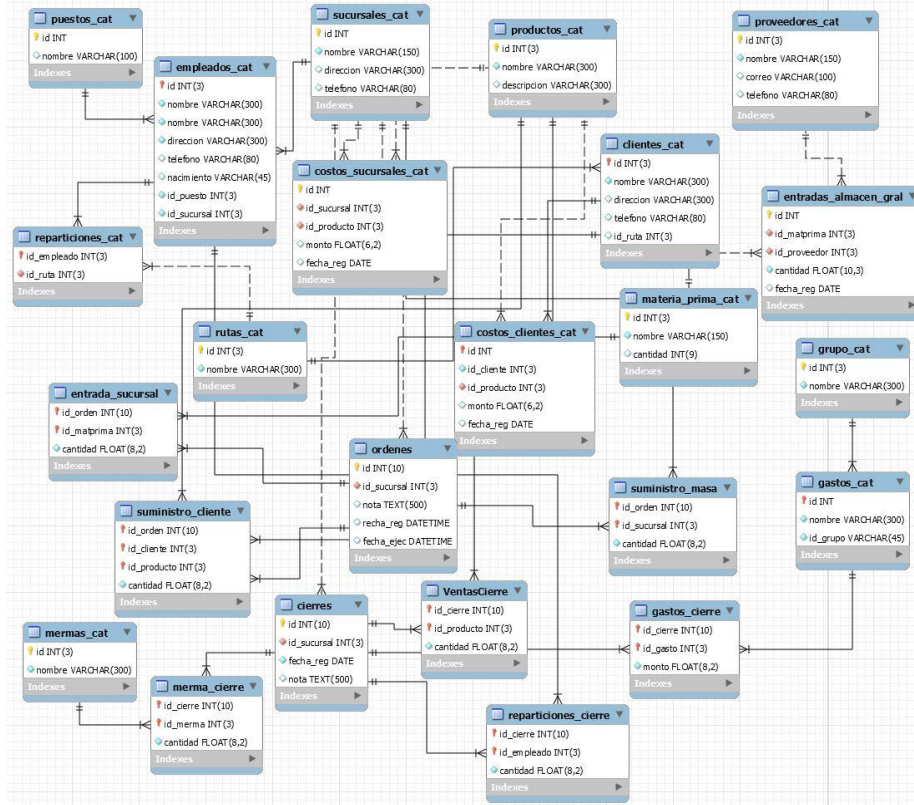 puestos_cat
id INT
nombre VARCHAR(100)
Indexes
sucursales_cat
id INT
nombre VARCHAR(150)
direccion VARCHAR(300)
telefono VARCHAR(80)
Indexes
productos_cat
id INT(3)
nombre VARCHAR(300)
descripcion VARCHAR(300)
Indexes
proveedores_cat
id INT(3)
nombre VARCHAR(150)
correo VARCHAR(100)
telefono VARCHAR(80)
Indexes
empleados_cat
id INT(3)
nombre VARCHAR(300)
nombre VARCHAR(300)
direccion VARCHAR(300)
telefono VARCHAR(80)
nacimiento VARCHAR(45)
id_puesto INT(3)
id_sucursal INT(3)
Indexes
costos_sucursales_cat
id INT
id_sucursal INT(3)
id_producto INT(3)
monto FLOAT(6,2)
fecha_reg DATE
Indexes
clientes_cat
id INT(3)
nombre VARCHAR(300)
direccion VARCHAR(300)
telefono VARCHAR(80)
id_ruta INT(3)
Indexes
entradas_almacen_gral
id INT
id_matprima INT(3)
id_proveedor INT(3)
cantidad FLOAT(10,3)
fecha_reg DATE
Indexes
reparticiones_cat
id_empleado INT(3)
id_ruta INT(3)
Indexes
rutas_cat
id INT(3)
nombre VARCHAR(300)
Indexes
costos_clientes_cat
id INT
id_cliente INT(3)
id_producto INT(3)
monto FLOAT(6,2)
fecha_reg DATE
Indexes
materia_prima_cat
id INT(3)
nombre VARCHAR(150)
cantidad INT(9)
Indexes
grupo_cat
id INT(3)
nombre VARCHAR(300)
Indexes
entrada_sucursal
id_orden INT(10)
id_matprima INT(3)
cantidad FLOAT(8,2)
Indexes
ordenes
id INT(10)
id_sucursal INT(3)
nota TEXT(500)
recha_reg DATETIME
fecha_ejec DATETIME
Indexes
suministro_masa
id_orden INT(10)
id_sucursal INT(3)
cantidad FLOAT(8,2)
Indexes
gastos_cat
id INT
nombre VARCHAR(300)
id_grupo VARCHAR(45)
Indexes
suministro_cliente
id_orden INT(10)
id_cliente INT(3)
id_producto INT(3)
cantidad FLOAT(8,2)
Indexes
cierres
id INT(10)
id_sucursal INT(3)
fecha_reg DATE
nota TEXT(500)
Indexes
VentasCierre
id_cierre INT(10)
id_producto INT(3)
cantidad FLOAT(8,2)
Indexes
gastos_cierre
id_cierre INT(10)
id_gasto INT(3)
monto FLOAT(8,2)
Indexes
mermas_cat
id INT(3)
nombre VARCHAR(300)
Indexes
merma_cierre
id_cierre INT(10)
id_merma INT(3)
cantidad FLOAT(8,2)
Indexes
reparticiones_cierre
id_cierre INT(10)
id_empleado INT(3)
cantidad FLOAT(8,2)
Indexes